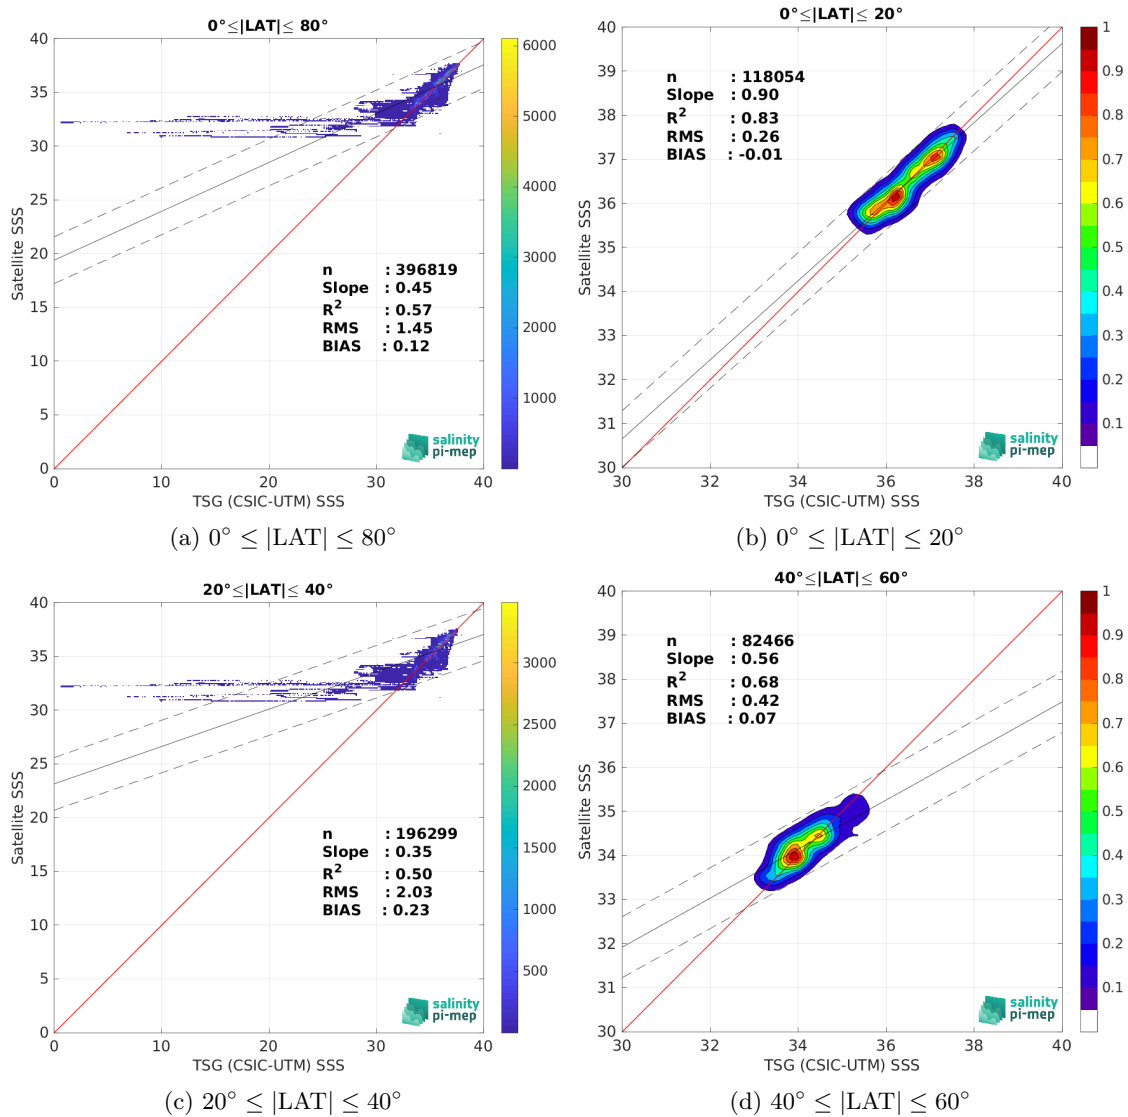 0°≤|LAT|≤ 80°
40
35
30
25
20
15
10
5
0
Satellite SSS
n : 396819
Slope : 0.45
R² : 0.57
RMS : 1.45
BIAS : 0.12
salinity
pi-mep
0 10 20 30 40
TSG (CSIC-UTM) SSS
6000
5000
4000
3000
2000
1000
(a) 0° ≤ |LAT| ≤ 80°
0°≤|LAT|≤ 20°
40
39
38
37
36
35
34
33
32
31
30
Satellite SSS
n : 118054
Slope : 0.90
R² : 0.83
RMS : 0.26
BIAS : -0.01
salinity
pi-mep
30 32 34 36 38 40
TSG (CSIC-UTM) SSS
1
0.9
0.8
0.7
0.6
0.5
0.4
0.3
0.2
0.1
(b) 0° ≤ |LAT| ≤ 20°
20°≤|LAT|≤ 40°
40
35
30
25
20
15
10
5
0
Satellite SSS
n : 196299
Slope : 0.35
R² : 0.50
RMS : 2.03
BIAS : 0.23
salinity
pi-mep
0 10 20 30 40
TSG (CSIC-UTM) SSS
3000
2500
2000
1500
1000
500
(c) 20° ≤ |LAT| ≤ 40°
40°≤|LAT|≤ 60°
40
39
38
37
36
35
34
33
32
31
30
Satellite SSS
n : 82466
Slope : 0.56
R² : 0.68
RMS : 0.42
BIAS : 0.07
salinity
pi-mep
30 32 34 36 38 40
TSG (CSIC-UTM) SSS
1
0.9
0.8
0.7
0.6
0.5
0.4
0.3
0.2
0.1
(d) 40° ≤ |LAT| ≤ 60°